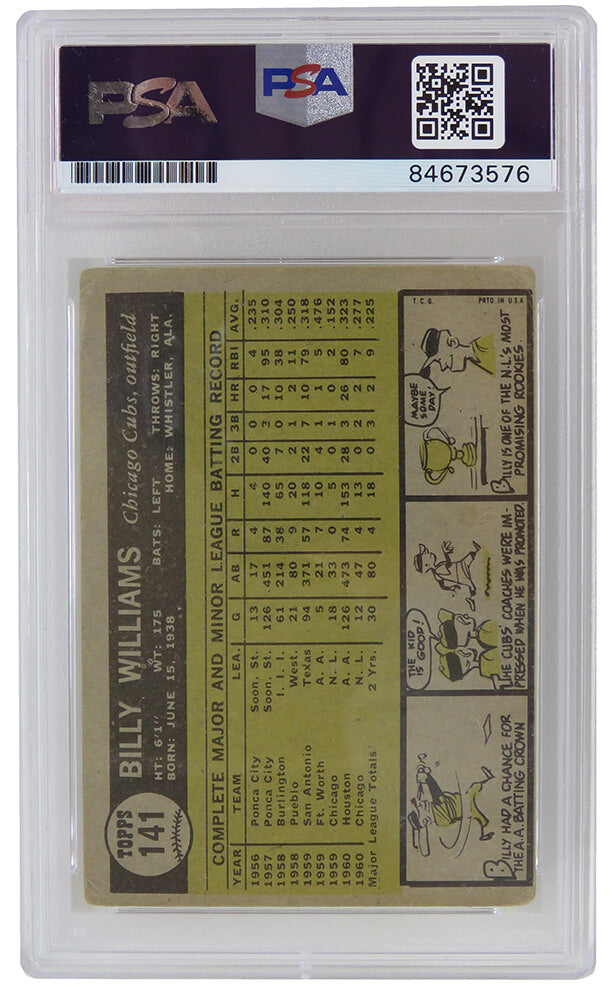 PSA
PSA
84673576
TOPPS
141
BILLY WILLIAMS Chicago Cubs, outfield
HT: 6'1" WT: 175 BATS: LEFT THROWS: RIGHT
BORN: JUNE 15, 1938 HOME: WHISTLER, ALA.
COMPLETE MAJOR AND MINOR LEAGUE BATTING RECORD
YEAR TEAM LEA. G AB R H 2B 3B HR RBI AVG.
1956 Ponca City Soon. St. 13 17 4 4 0 0 0 4 .235
1957 Ponca City Soon. St. 126 451 87 140 40 3 17 95 .310
1958 Burlington I. I. I. 61 214 38 65 7 0 10 38 .304
1958 Pueblo West. 21 80 9 20 2 1 2 11 .250
1959 San Antonio Texas 94 371 57 118 22 7 10 79 .318
1959 Ft. Worth A. A. 5 21 7 10 4 0 1 5 .476
1959 Chicago N. L. 18 33 0 5 0 1 0 2 .152
1960 Houston A. A. 126 473 74 153 28 3 26 80 .323
1960 Chicago N. L. 12 47 4 13 0 2 2 7 .277
Major League Totals 2 Yrs. 30 80 4 18 0 3 2 9 .225
BILLY HAD A CHANCE FOR
THE A.A. BATTING CROWN
THE KID
IS GOOD!
THE CUBS' COACHES WERE IM-
PRESSED WHEN HE WAS PROMOTED.
T.C.G. PRTD IN U.S.A
MAYBE
SOME
DAY!
BILLY IS ONE OF THE N.L.'s MOST
PROMISING ROOKIES.